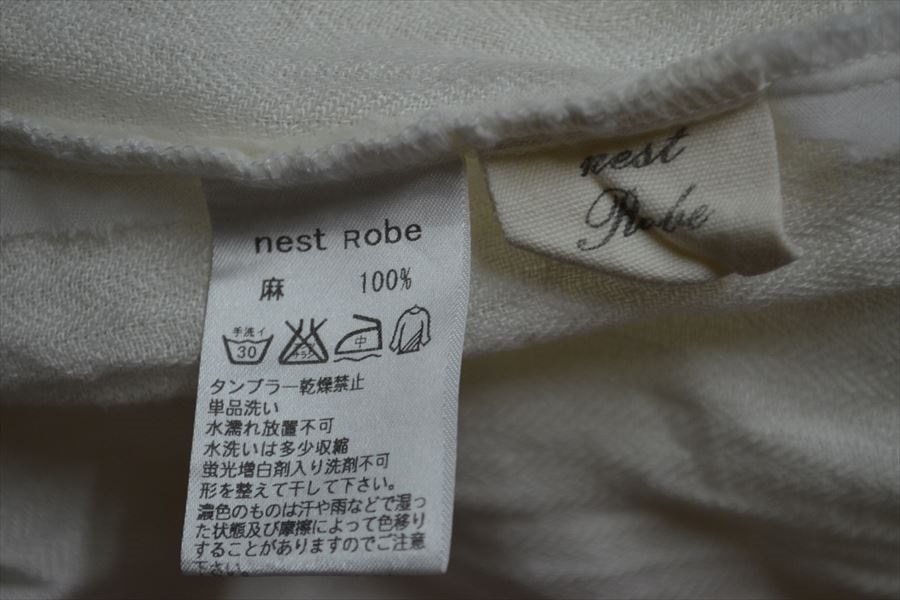 nest Robe
麻 100%
手洗イ
30
中
タンブラー乾燥禁止
単品洗い
水濡れ放置不可
水洗いは多少収縮
蛍光増白剤入り洗剤不可
形を整えて干して下さい。
濃色のものは汗や雨などで湿っ
た状態及び摩擦によって色移り
することがありますのでご注意
下さい。
nest
Robe